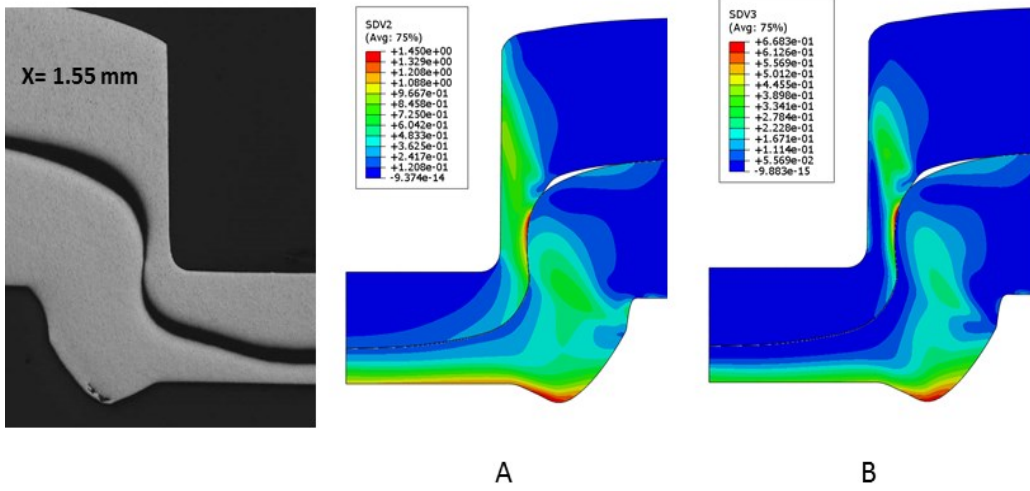 X= 1.55 mm
SDV2
(Avg: 75%)
+1.450e+00
+1.329e+00
+1.208e+00
+1.088e+00
+9.667e-01
+8.458e-01
+7.250e-01
+6.042e-01
+4.833e-01
+3.625e-01
+2.417e-01
+1.208e-01
-9.374e-14
SDV3
(Avg: 75%)
+6.683e-01
+6.126e-01
+5.569e-01
+5.012e-01
+4.455e-01
+3.898e-01
+3.341e-01
+2.784e-01
+2.228e-01
+1.671e-01
+1.114e-01
+5.569e-02
-9.883e-15
A
B